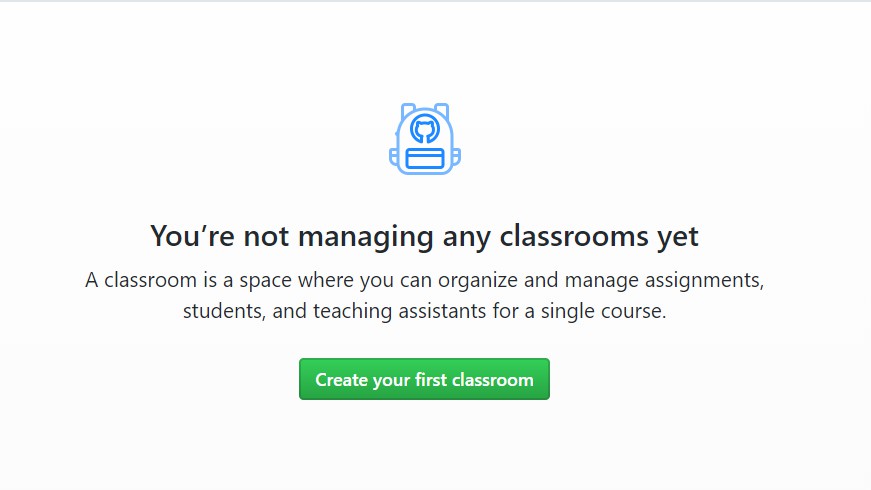 You’re not managing any classrooms yet
A classroom is a space where you can organize and manage assignments,
students, and teaching assistants for a single course.
Create your first classroom